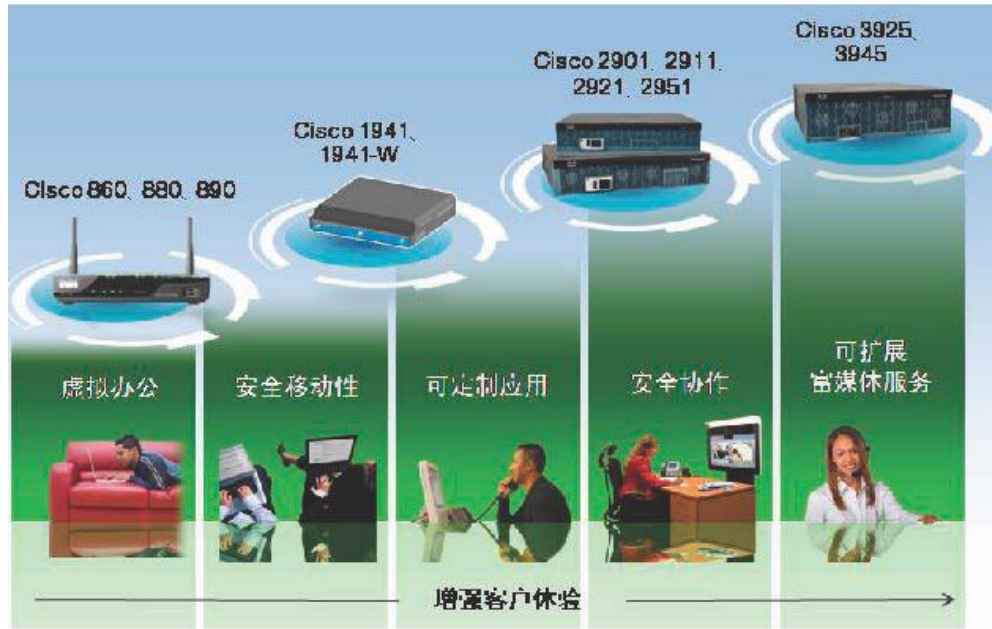 Cisco 3925、
3945
Cisco 2901、2911、
2921、2951
Cisco 1941、
1941-W
Cisco 860、880、890
虚拟办公
安全移动性
可定制应用
安全协作
可扩展
富媒体服务
增强客户体验